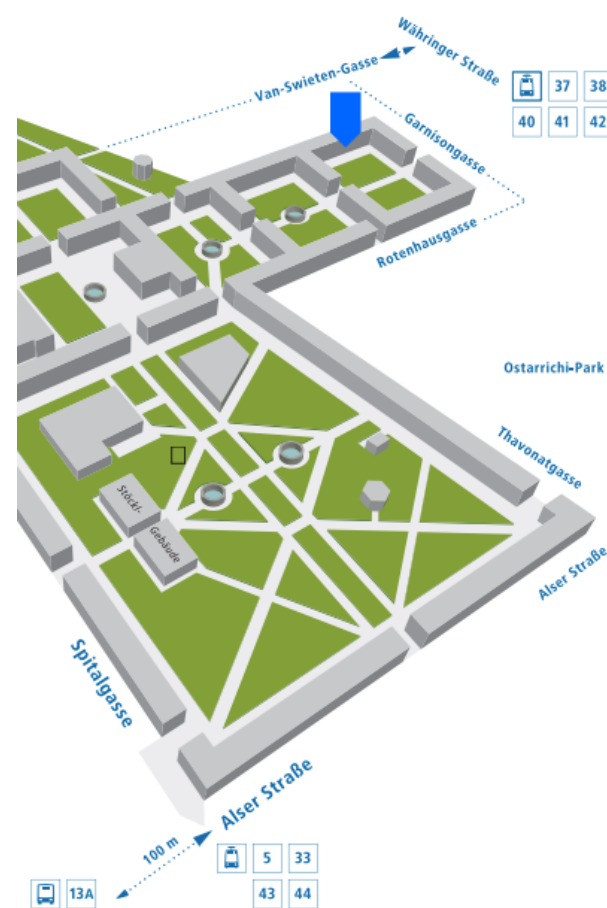 Währinger Straße
Van-Swieten-Gasse
37 38
40 41 42
Garnisongasse
Rotenhausgasse
Ostarrichi-Park
Thavonatgasse
Stöckl-
Gebäude
Alser Straße
Spitalgasse
Alser Straße
100 m
5 33
13A
43 44